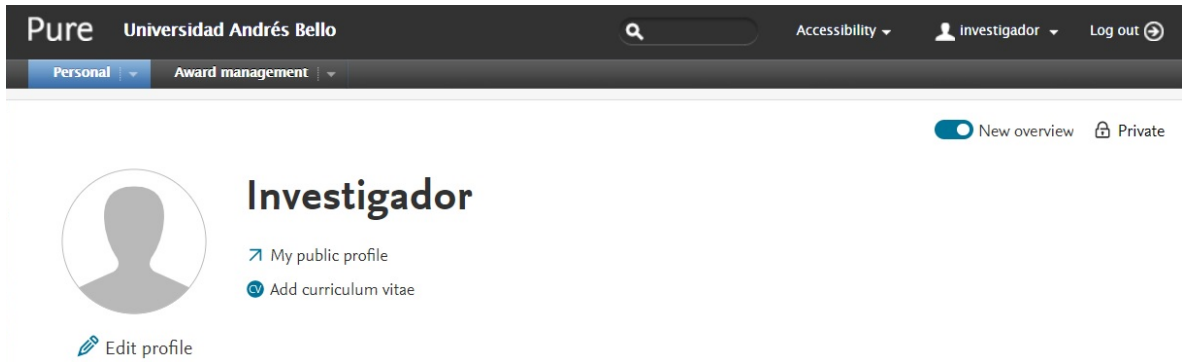 Pure Universidad Andrés Bello Accessibility investigador Log out
Personal Award management
New overview Private
Investigador
My public profile
CV Add curriculum vitae
Edit profile